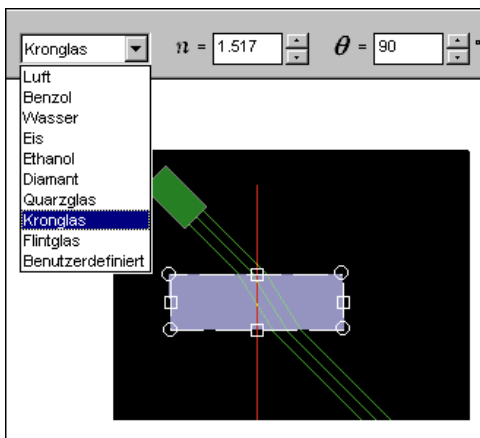 Kronglas n = 1.517 θ = 90 °
Luft
Benzol
Wasser
Eis
Ethanol
Diamant
Quarzglas
Kronglas
Flintglas
Benutzerdefiniert